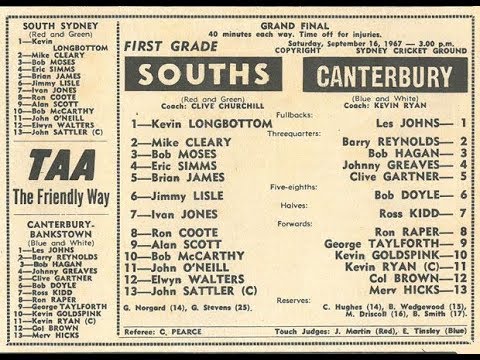 SOUTH SYDNEY
(Red and Green)
1—Kevin
LONGBOTTOM
2—Mike CLEARY
3—Bob MOSES
4—Eric SIMMS
5—Brian JAMES
6—Jimmy LISLE
7—Ivan JONES
8—Ron COOTE
9—Alan SCOTT
10—Bob McCARTHY
11—John O'NEILL
12—Elwyn WALTERS
13—John SATTLER (C)
TAA
The Friendly Way
CANTERBURY-
BANKSTOWN
(Blue and White)
1—Les JOHNS
2—Barry REYNOLDS
3—Bob HAGAN
4—Johnny GREAVES
5—Clive GARTNER
6—Bob DOYLE
7—Ross KIDD
8—Ron RAPER
9—George TAYLFORTH
10—Kevin GOLDSPINK
11—Kevin RYAN (C)
12—Col BROWN
13—Merv HICKS
GRAND FINAL
40 minutes each way. Time off for injuries.
FIRST GRADE
Saturday, September 16, 1967 — 3.00 p.m.
COPYRIGHT SYDNEY CRICKET GROUND
SOUTHS
(Red and Green)
Coach: CLIVE CHURCHILL
CANTERBURY
(Blue and White)
Coach: KEVIN RYAN
Fullbacks:
1—Kevin LONGBOTTOM Les JOHNS— 1
Threequarters:
2—Mike CLEARY Barry REYNOLDS— 2
3—Bob MOSES Bob HAGAN— 3
4—Eric SIMMS Johnny GREAVES— 4
5—Brian JAMES Clive GARTNER— 5
Five-eighths:
6—Jimmy LISLE Bob DOYLE— 6
Halves:
7—Ivan JONES Ross KIDD— 7
Forwards:
8—Ron COOTE Ron RAPER— 8
9—Alan SCOTT George TAYLFORTH— 9
10—Bob McCARTHY Kevin GOLDSPINK—10
11—John O'NEILL Kevin RYAN (C)—11
12—Elwyn WALTERS Col BROWN—12
13—John SATTLER (C) Merv HICKS—13
Reserves:
G. Norgard (14), G. Stevens (25). C. Hughes (14), B. Wadgewood (15),
M. Driscoll (16), B. Smith (17).
Referee: C. PEARCE Touch Judges: J. Martin (Red), E. Tinsley (Blue)